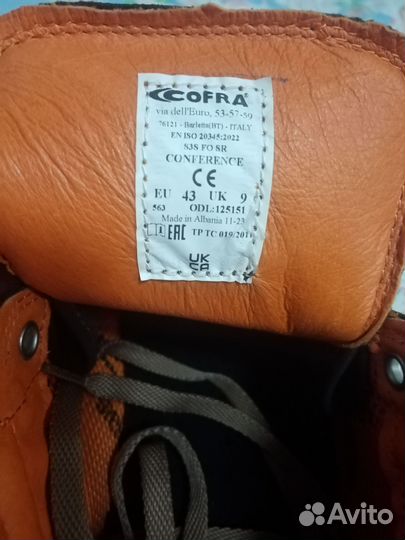 COFRA
via dell'Euro, 53-57-59
76121 - Barletta(BT) - ITALY
EN ISO 20345:2022
S3S FO SR
CONFERENCE
CE
EU 43 UK 9
563 ODL:125151
Made in Albania 11-23
EAC TP TC 019/2011
UK
CA
Avito